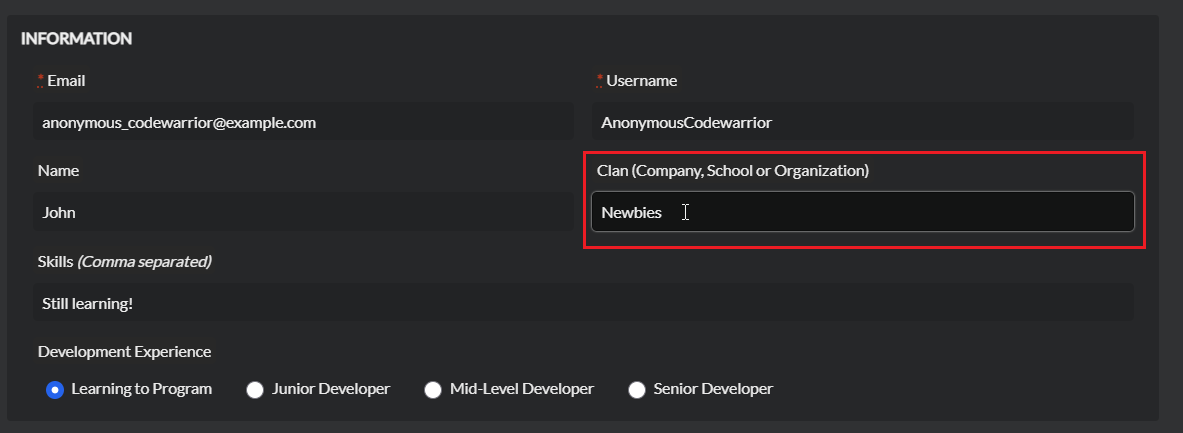 INFORMATION
* Email
* Username
anonymous_codewarrior@example.com
AnonymousCodewarrior
Name
Clan (Company, School or Organization)
John
Newbies
Skills (Comma separated)
Still learning!
Development Experience
Learning to Program
Junior Developer
Mid-Level Developer
Senior Developer